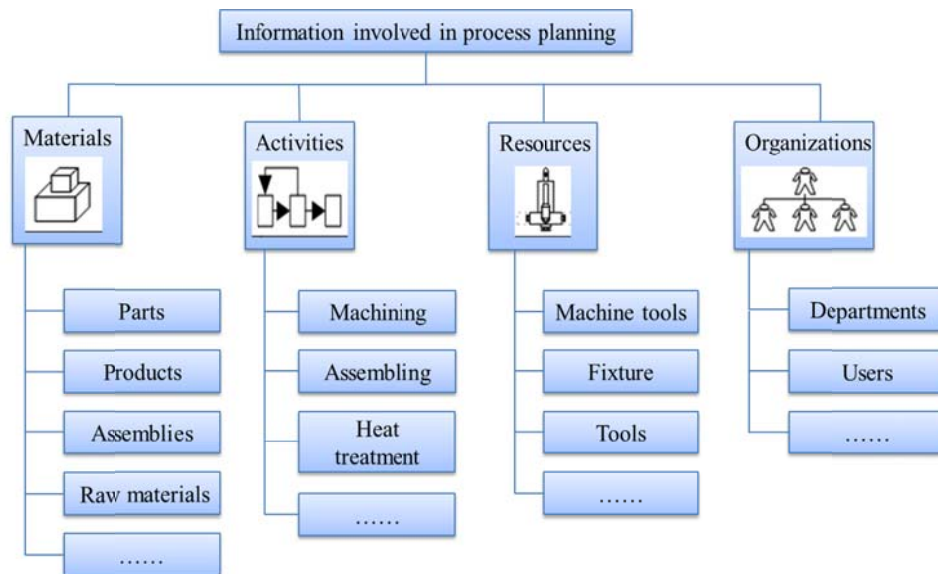 Information involved in process planning
Materials
Activities
Resources
Organizations
Parts
Products
Assemblies
Raw materials
……
Machining
Assembling
Heat
treatment
……
Machine tools
Fixture
Tools
……
Departments
Users
……